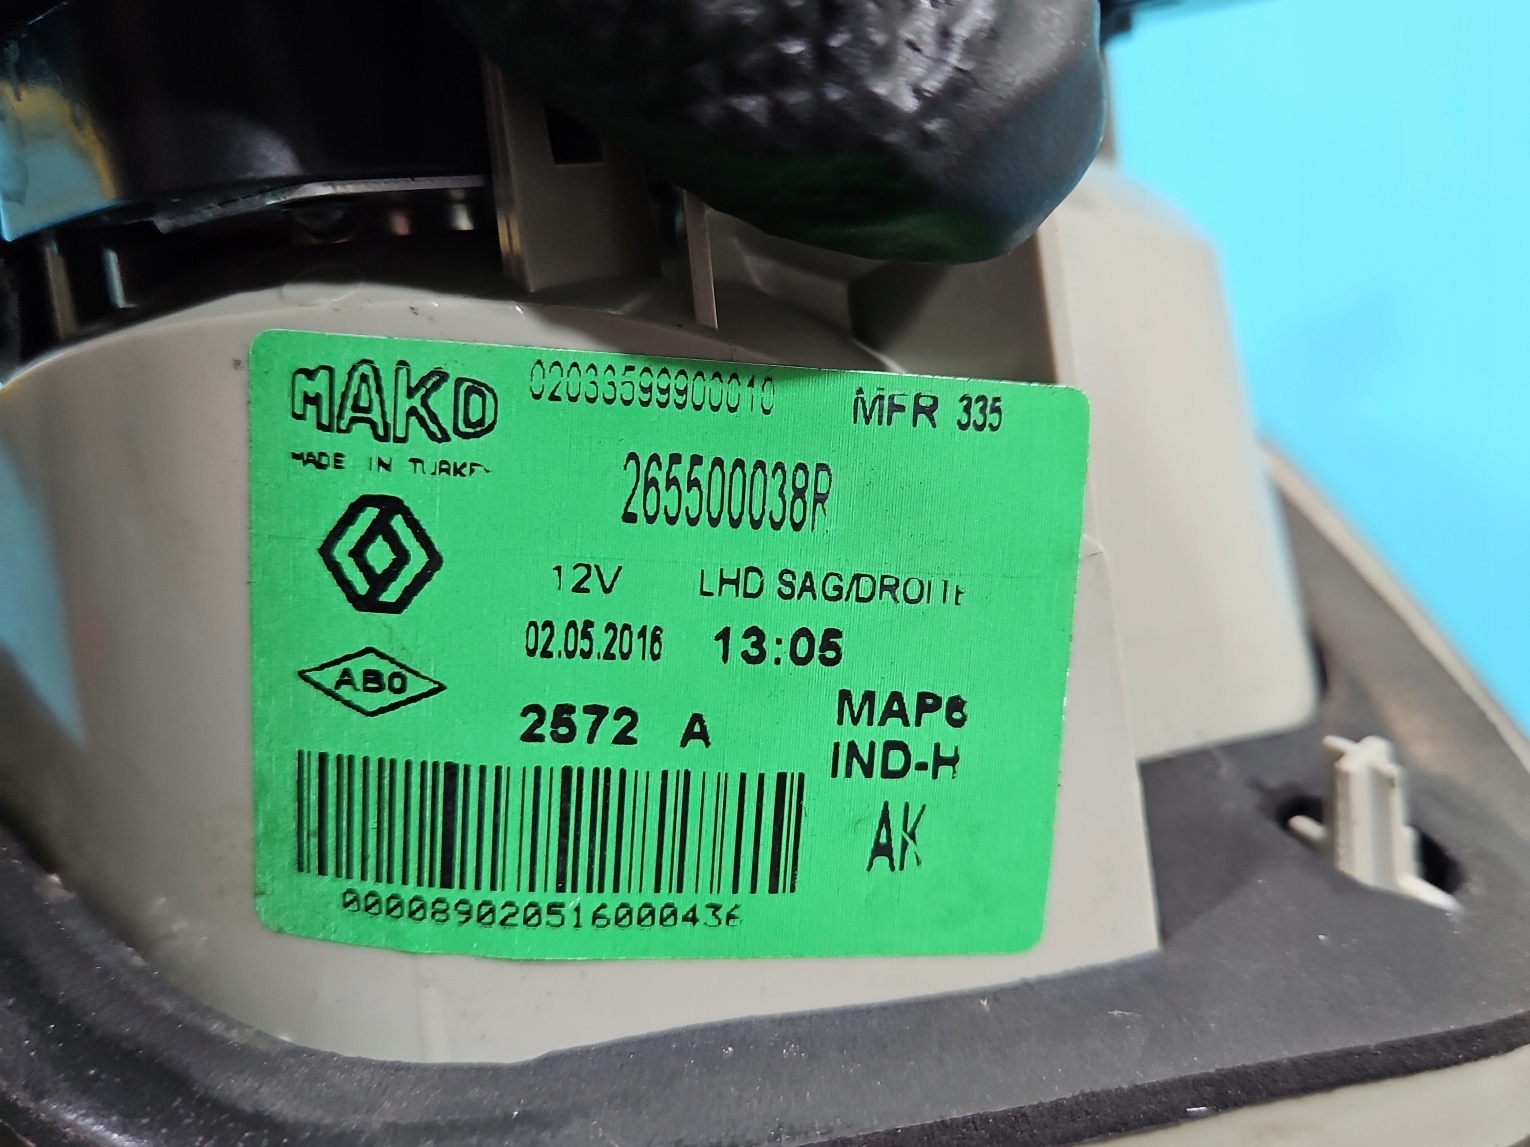 MAKO 02033599900010 MFR 335
MADE IN TURKEY
265500038R
12V LHD SAG/DROITE
02.05.2016 13:05
ABO
2572 A MAP6
IND-H
AK
000089020516000436